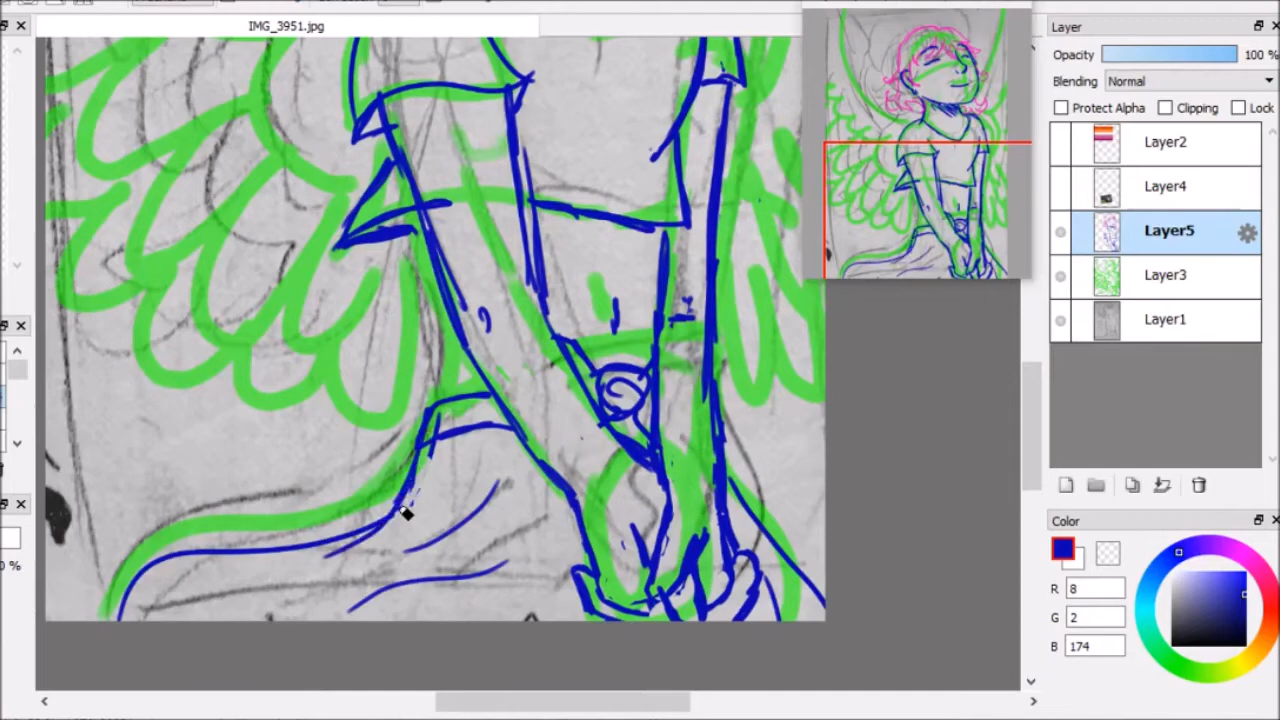 IMG_3951.jpg
Layer
Opacity 100 %
Blending Normal
Protect Alpha Clipping Lock
Layer2
Layer4
Layer5
Layer3
Layer1
Color
R 8
G 2
B 174
0 %